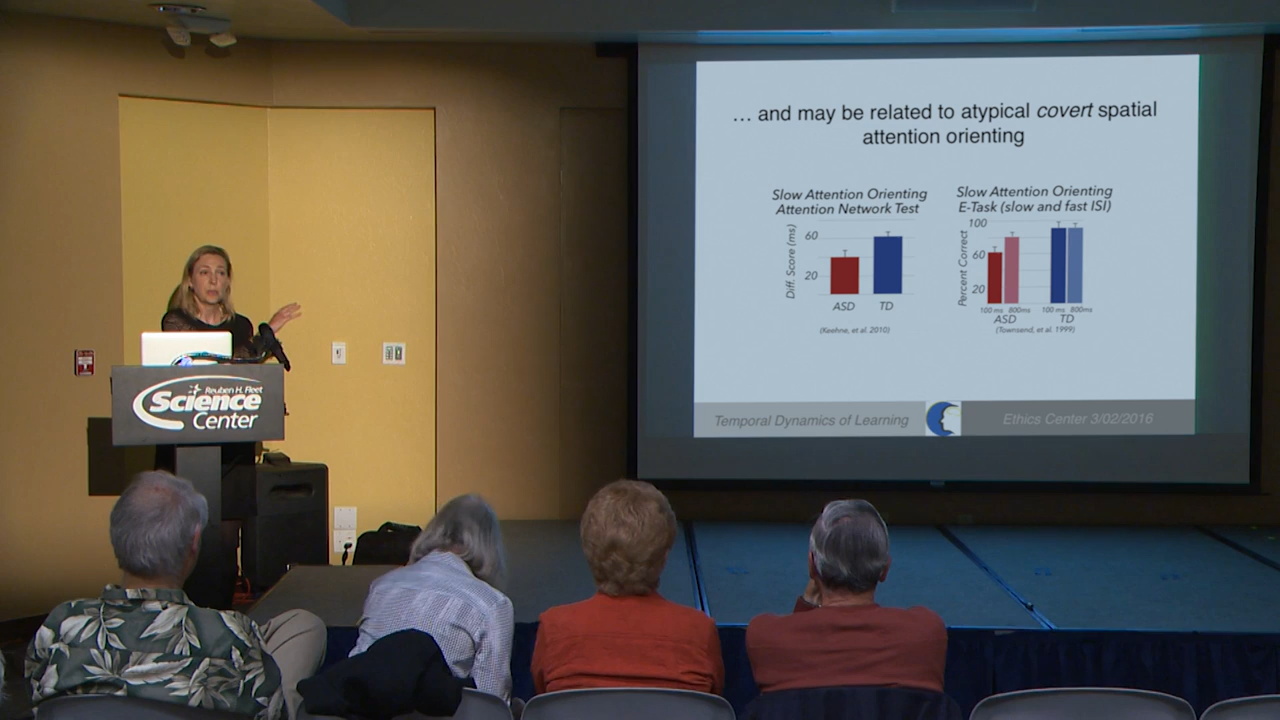 … and may be related to atypical covert spatial
attention orienting
Slow Attention Orienting
Attention Network Test
Diff. Score (ms)
60
20
ASD TD
(Keehne, et al. 2010)
Slow Attention Orienting
E-Task (slow and fast ISI)
Percent Correct
100
60
20
100 ms 800ms 100 ms 800ms
ASD TD
(Townsend, et al. 1999)
Temporal Dynamics of Learning
Ethics Center 3/02/2016
Reuben H. Fleet
Science
Center